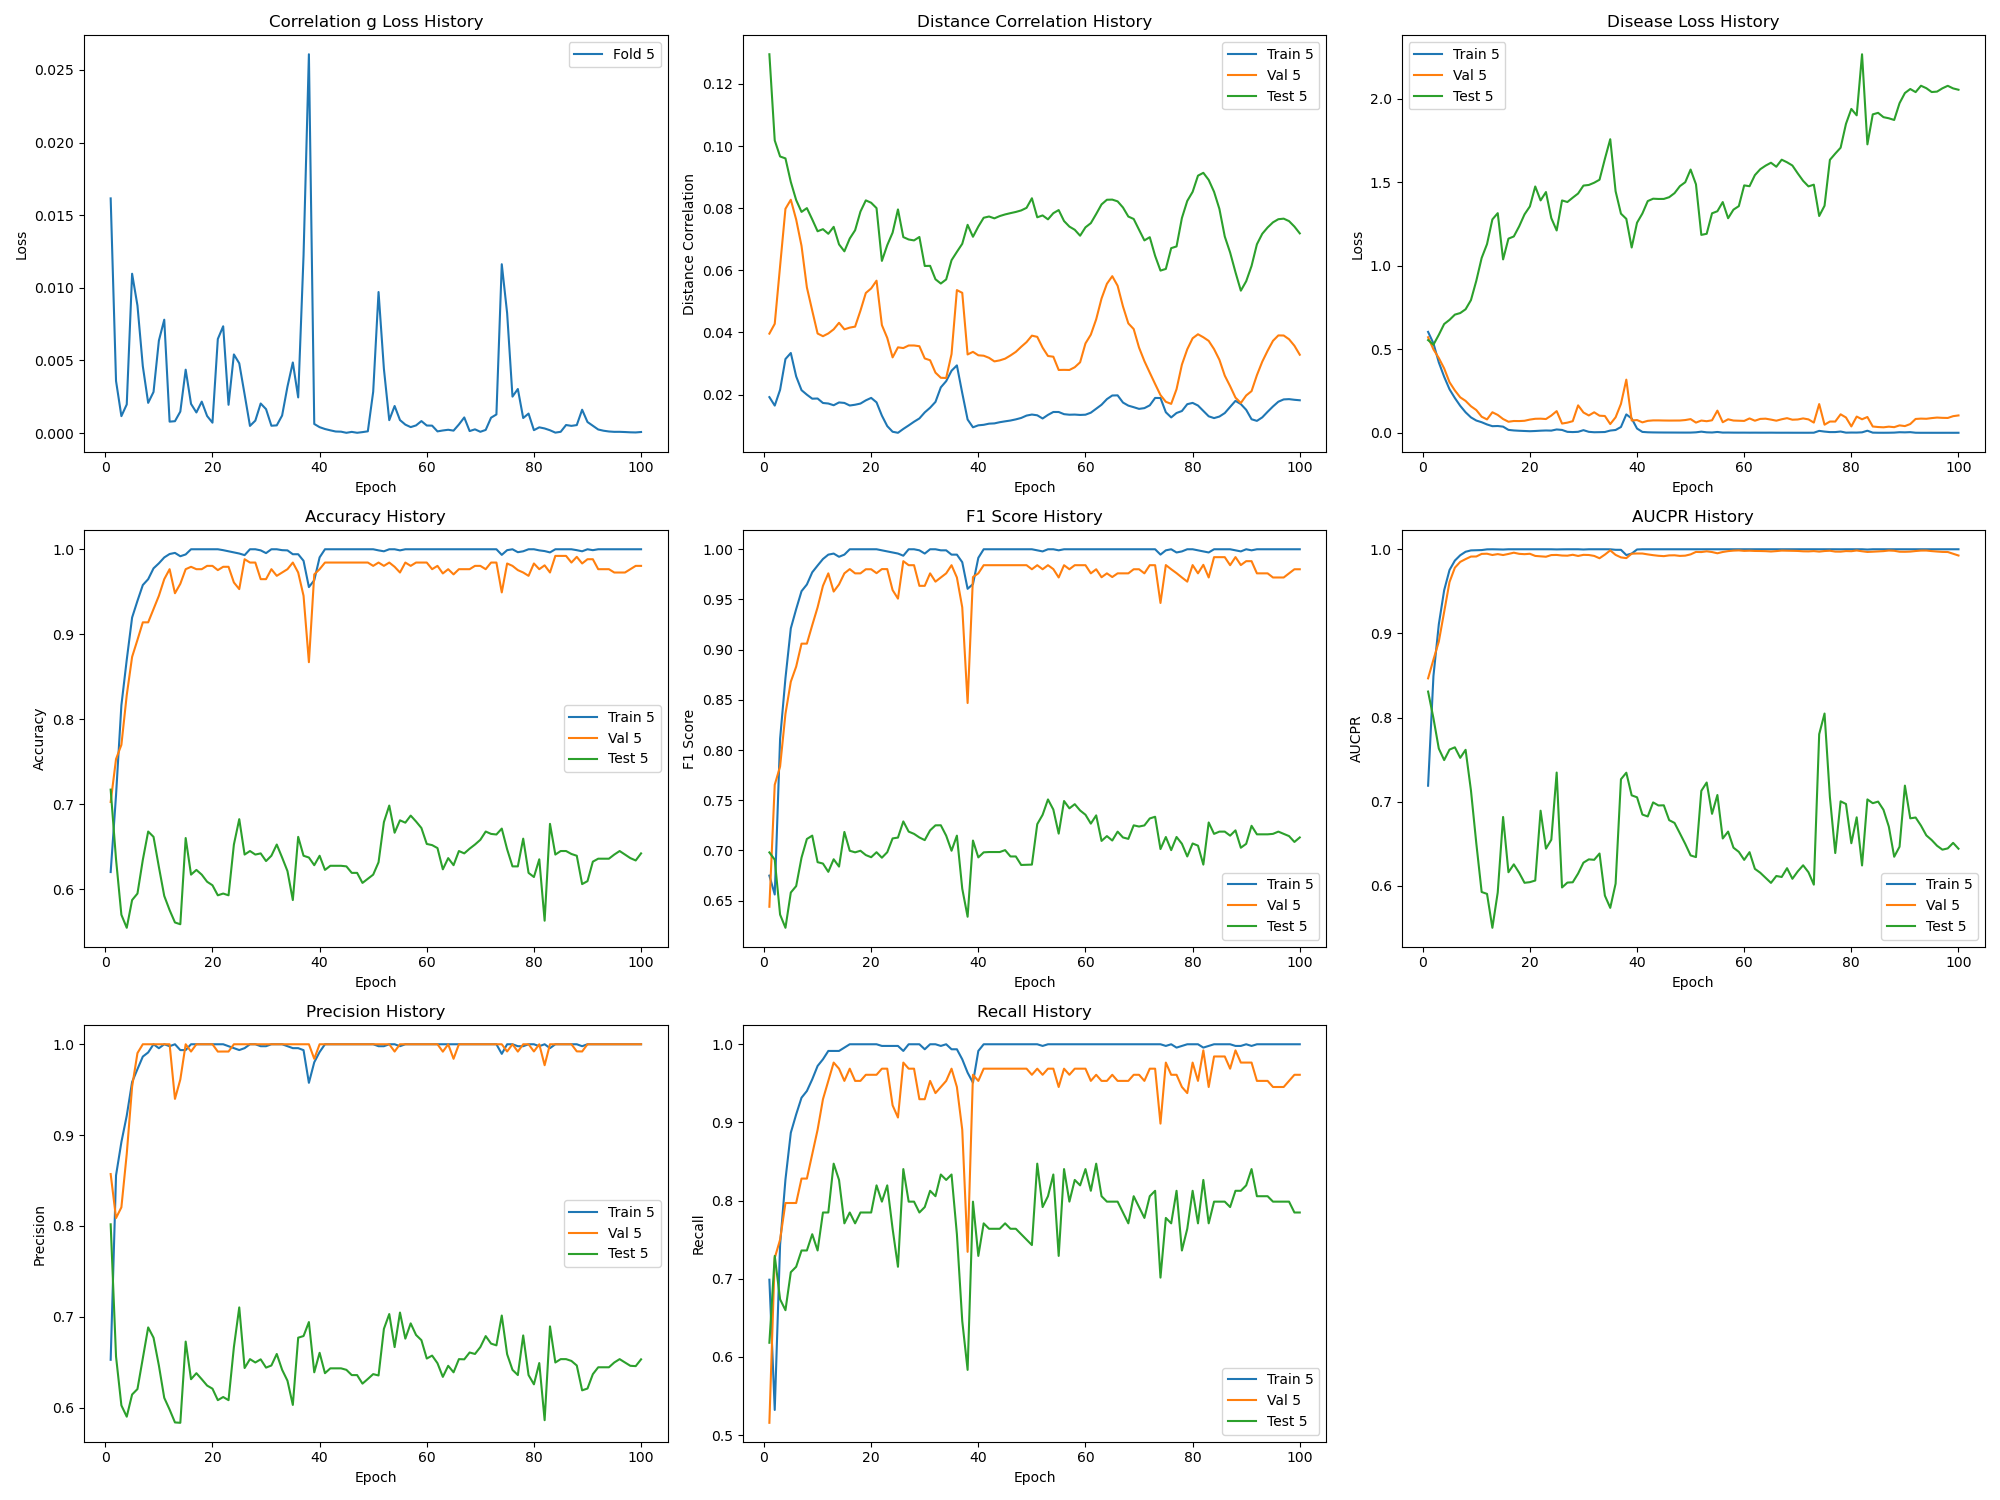 Correlation g Loss History
Loss
0.025
0.020
0.015
0.010
0.005
0.000
0 20 40 60 80 100
Epoch
Fold 5
Distance Correlation History
Distance Correlation
0.12
0.10
0.08
0.06
0.04
0.02
0 20 40 60 80 100
Epoch
Train 5
Val 5
Test 5
Disease Loss History
Loss
2.0
1.5
1.0
0.5
0.0
0 20 40 60 80 100
Epoch
Train 5
Val 5
Test 5
Accuracy History
Accuracy
1.0
0.9
0.8
0.7
0.6
0 20 40 60 80 100
Epoch
Train 5
Val 5
Test 5
F1 Score History
F1 Score
1.00
0.95
0.90
0.85
0.80
0.75
0.70
0.65
0 20 40 60 80 100
Epoch
Train 5
Val 5
Test 5
AUCPR History
AUCPR
1.0
0.9
0.8
0.7
0.6
0 20 40 60 80 100
Epoch
Train 5
Val 5
Test 5
Precision History
Precision
1.0
0.9
0.8
0.7
0.6
0 20 40 60 80 100
Epoch
Train 5
Val 5
Test 5
Recall History
Recall
1.0
0.9
0.8
0.7
0.6
0.5
0 20 40 60 80 100
Epoch
Train 5
Val 5
Test 5